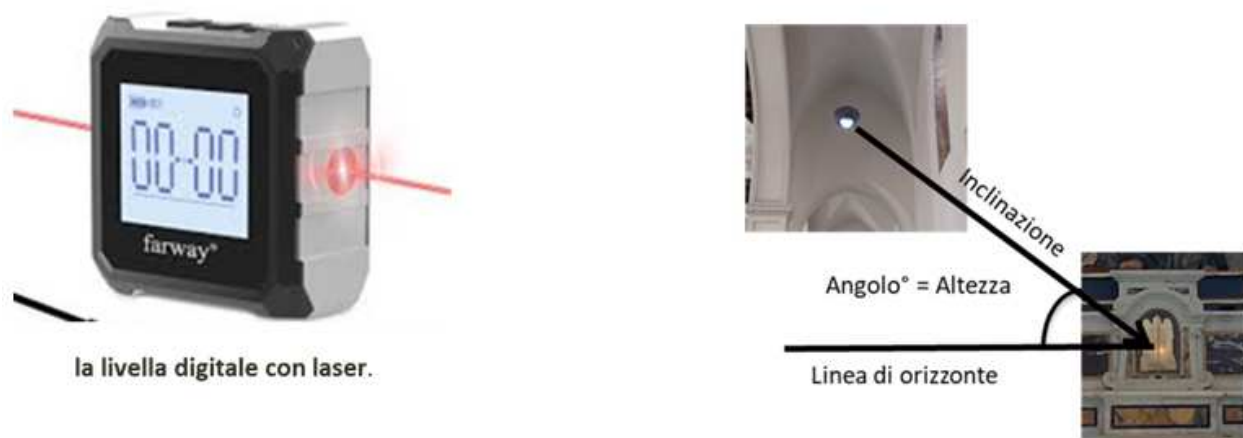 00-00
farway®
la livella digitale con laser.
Inclinazione
Angolo° = Altezza
Linea di orizzonte